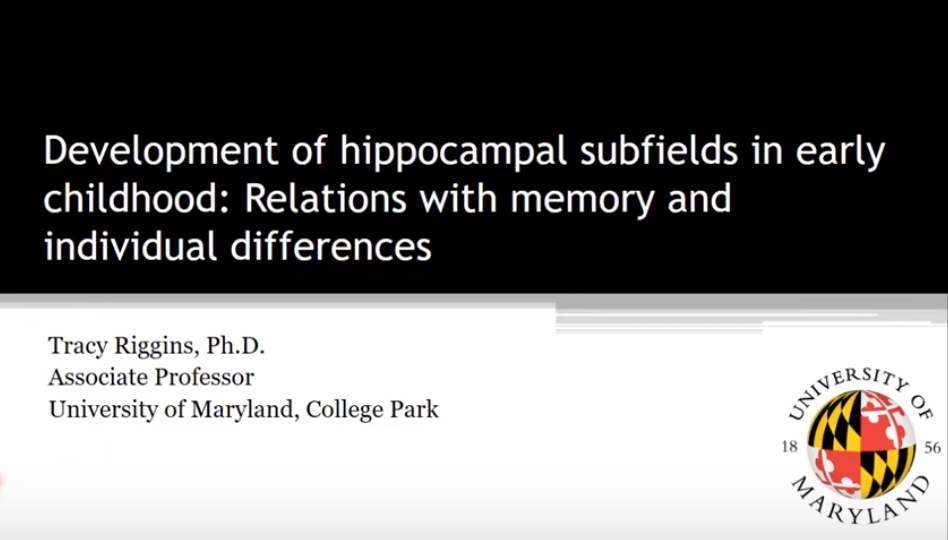 Development of hippocampal subfields in early
childhood: Relations with memory and
individual differences
Tracy Riggins, Ph.D.
Associate Professor
University of Maryland, College Park
UNIVERSITY OF
18 56
MARYLAND